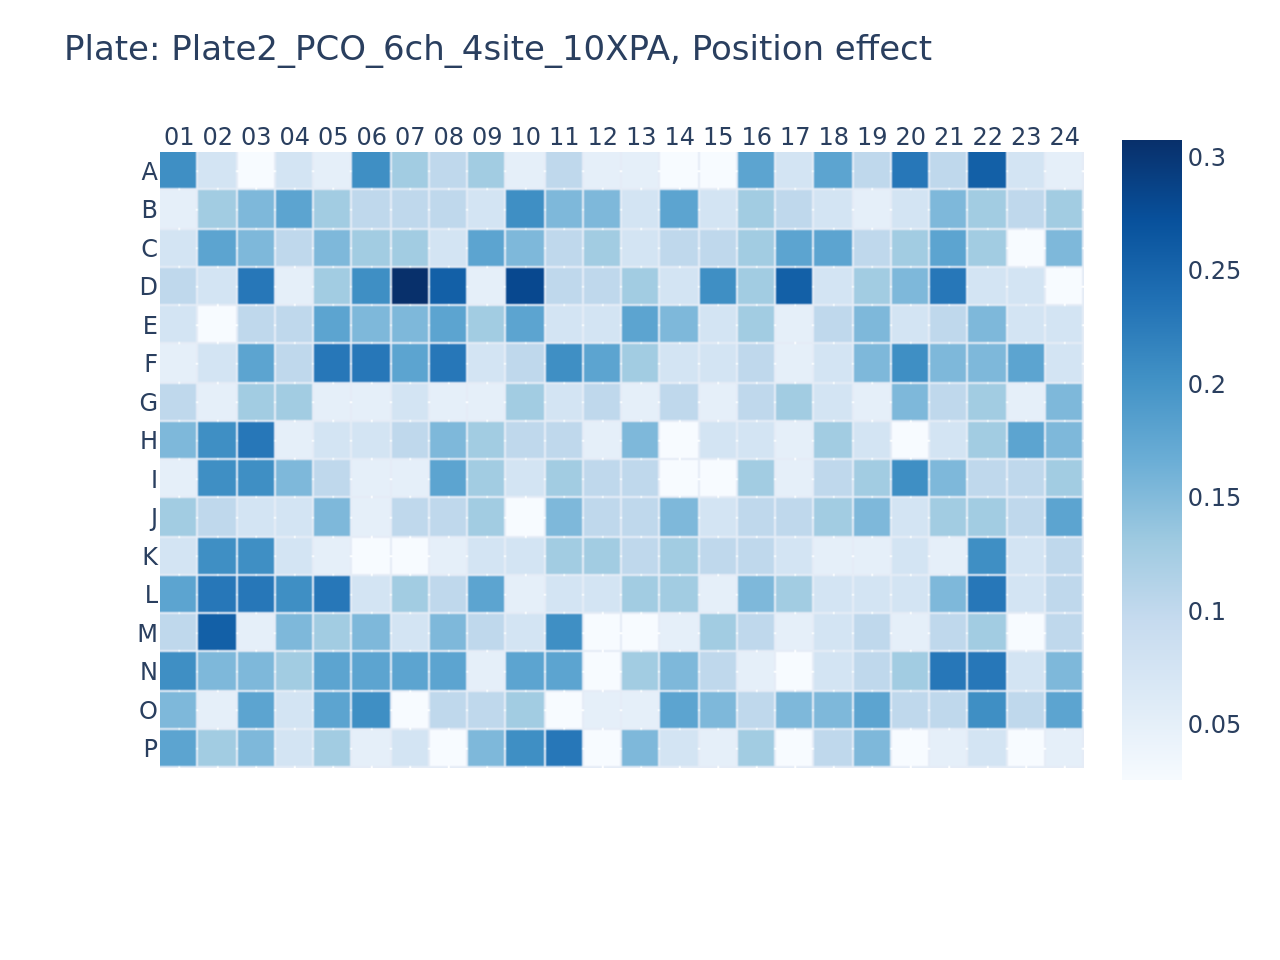 Plate: Plate2_PCO_6ch_4site_10XPA, Position effect
01 02 03 04 05 06 07 08 09 10 11 12 13 14 15 16 17 18 19 20 21 22 23 24
A
B
C
D
E
F
G
H
I
J
K
L
M
N
O
P
0.3
0.25
0.2
0.15
0.1
0.05